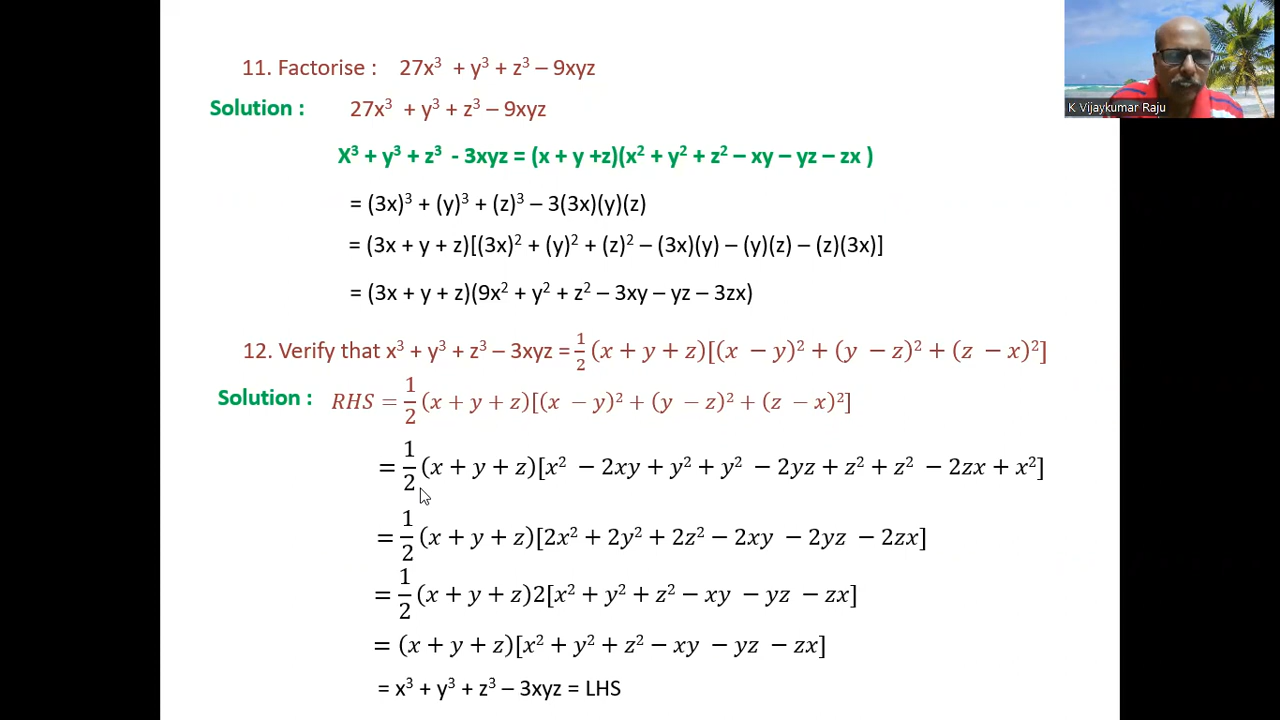 11. Factorise : 27x³ + y³ + z³ – 9xyz
Solution : 27x³ + y³ + z³ – 9xyz
X³ + y³ + z³ - 3xyz = (x + y +z)(x² + y² + z² – xy – yz – zx )
= (3x)³ + (y)³ + (z)³ – 3(3x)(y)(z)
= (3x + y + z)[(3x)² + (y)² + (z)² – (3x)(y) – (y)(z) – (z)(3x)]
= (3x + y + z)(9x² + y² + z² – 3xy – yz – 3zx)
12. Verify that x³ + y³ + z³ – 3xyz = 1/2 (x + y + z)[(x − y)² + (y − z)² + (z − x)²]
Solution : RHS = 1/2 (x + y + z)[(x − y)² + (y − z)² + (z − x)²]
= 1/2 (x + y + z)[x² − 2xy + y² + y² − 2yz + z² + z² − 2zx + x²]
= 1/2 (x + y + z)[2x² + 2y² + 2z² − 2xy − 2yz − 2zx]
= 1/2 (x + y + z)2[x² + y² + z² − xy − yz − zx]
= (x + y + z)[x² + y² + z² − xy − yz − zx]
= x³ + y³ + z³ – 3xyz = LHS
K Vijaykumar Raju